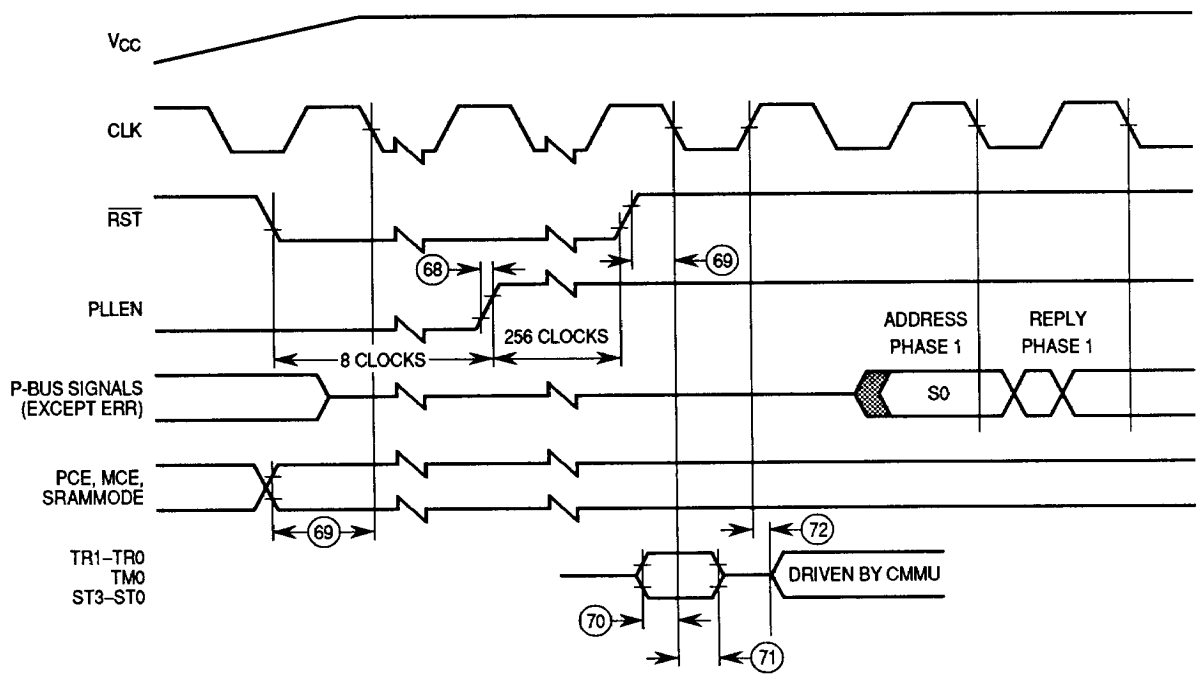 VCC
CLK
RST
68
69
PLLEN
256 CLOCKS
8 CLOCKS
ADDRESS
PHASE 1
REPLY
PHASE 1
P-BUS SIGNALS
(EXCEPT ERR)
S0
PCE, MCE,
SRAMMODE
69
72
TR1–TR0
TM0
ST3–ST0
DRIVEN BY CMMU
70
71